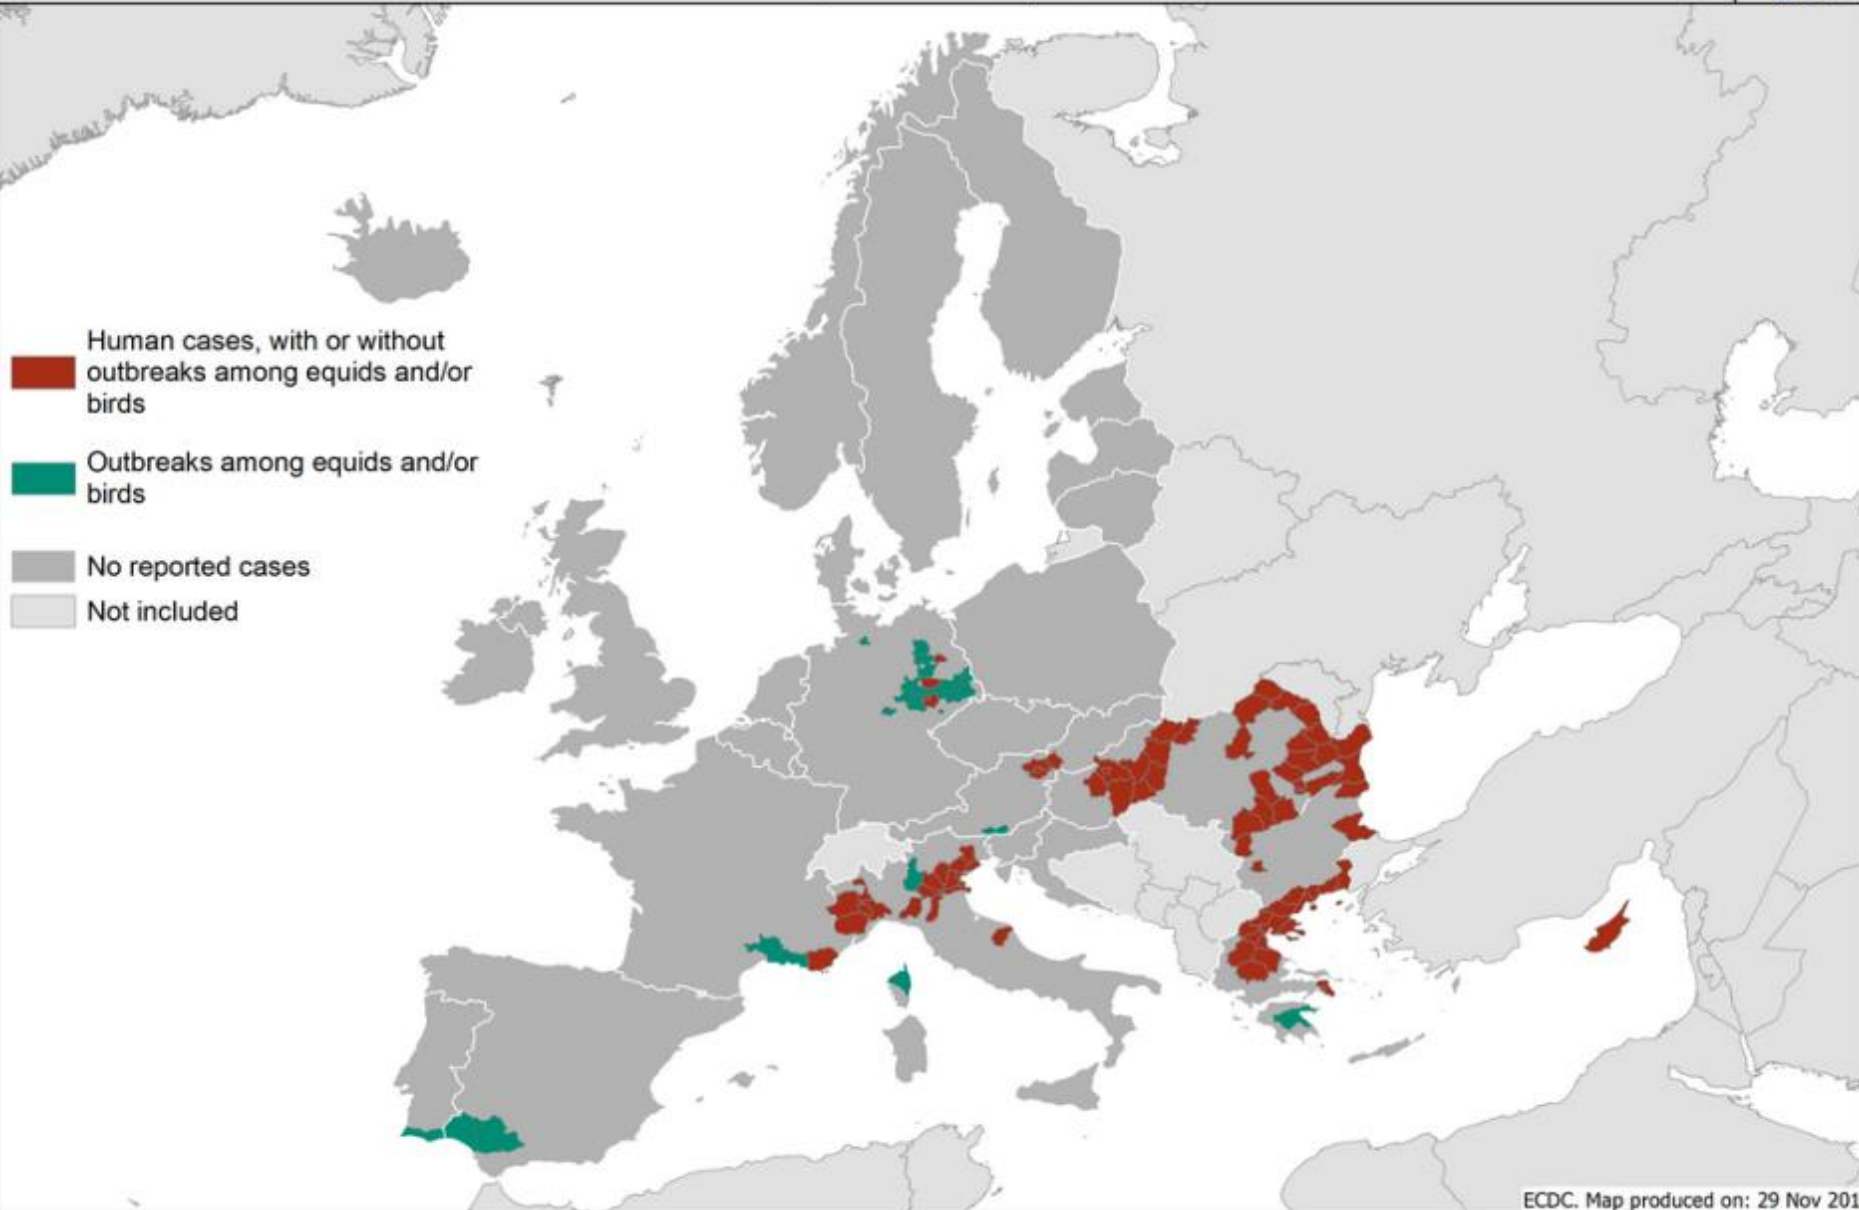 Human cases, with or without
outbreaks among equids and/or
birds
Outbreaks among equids and/or
birds
No reported cases
Not included
ECDC. Map produced on: 29 Nov 201